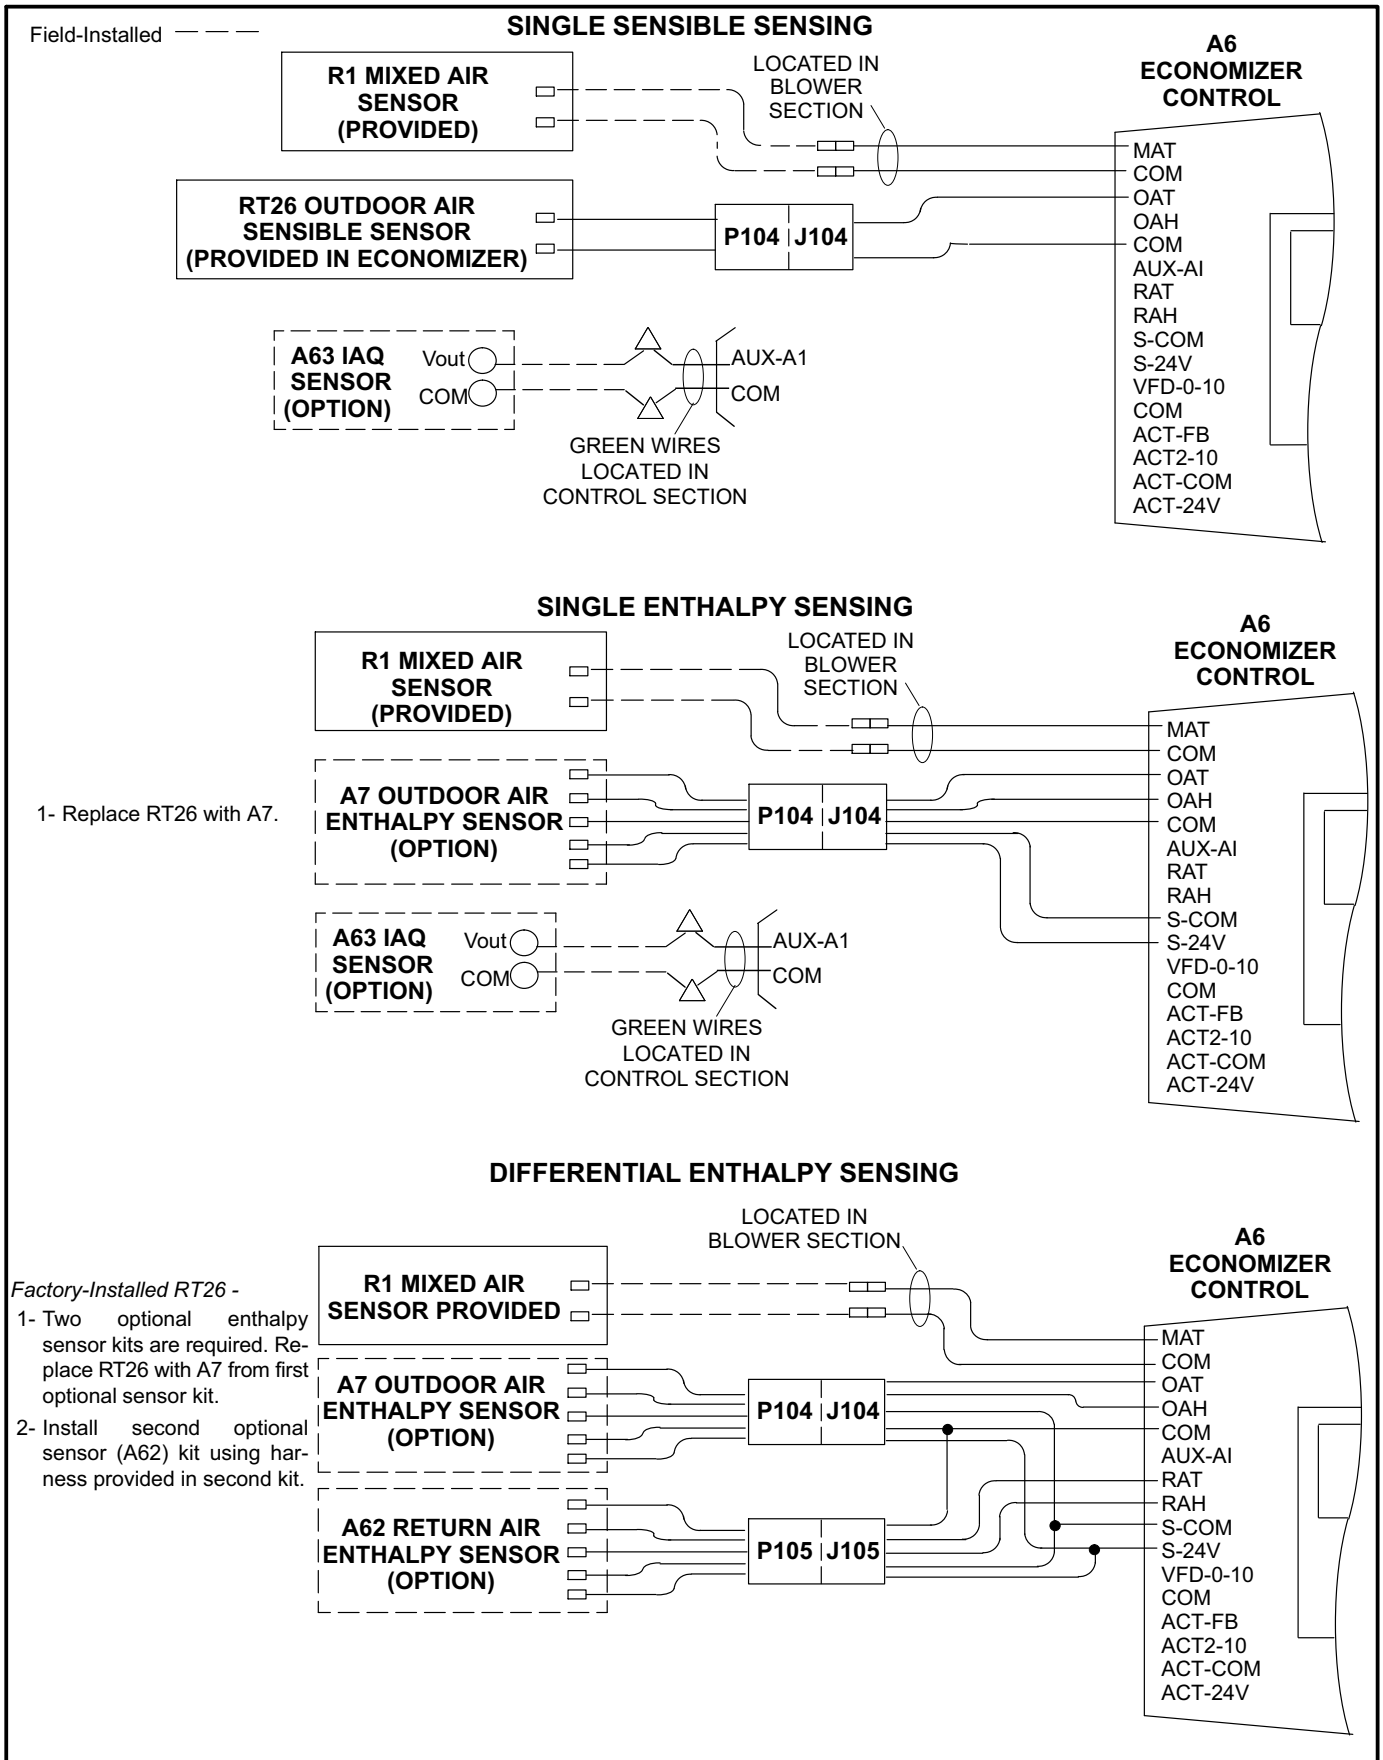 SINGLE SENSIBLE SENSING
Field-Installed
R1 MIXED AIR
SENSOR
(PROVIDED)
LOCATED IN
BLOWER
SECTION
A6
ECONOMIZER
CONTROL
RT26 OUTDOOR AIR
SENSIBLE SENSOR
(PROVIDED IN ECONOMIZER)
P104
J104
MAT
COM
OAT
OAH
COM
AUX-AI
RAT
RAH
S-COM
S-24V
VFD-0-10
COM
ACT-FB
ACT2-10
ACT-COM
ACT-24V
A63 IAQ
SENSOR
(OPTION)
Vout
COM
AUX-A1
COM
GREEN WIRES
LOCATED IN
CONTROL SECTION
SINGLE ENTHALPY SENSING
R1 MIXED AIR
SENSOR
(PROVIDED)
LOCATED IN
BLOWER
SECTION
A6
ECONOMIZER
CONTROL
1- Replace RT26 with A7.
A7 OUTDOOR AIR
ENTHALPY SENSOR
(OPTION)
P104
J104
MAT
COM
OAT
OAH
COM
AUX-AI
RAT
RAH
S-COM
S-24V
VFD-0-10
COM
ACT-FB
ACT2-10
ACT-COM
ACT-24V
A63 IAQ
SENSOR
(OPTION)
Vout
COM
AUX-A1
COM
GREEN WIRES
LOCATED IN
CONTROL SECTION
DIFFERENTIAL ENTHALPY SENSING
LOCATED IN
BLOWER SECTION
A6
ECONOMIZER
CONTROL
R1 MIXED AIR
SENSOR PROVIDED
Factory-Installed RT26 -
1- Two optional enthalpy
sensor kits are required. Re-
place RT26 with A7 from first
optional sensor kit.
2- Install second optional
sensor (A62) kit using har-
ness provided in second kit.
A7 OUTDOOR AIR
ENTHALPY SENSOR
(OPTION)
P104
J104
A62 RETURN AIR
ENTHALPY SENSOR
(OPTION)
P105
J105
MAT
COM
OAT
OAH
COM
AUX-AI
RAT
RAH
S-COM
S-24V
VFD-0-10
COM
ACT-FB
ACT2-10
ACT-COM
ACT-24V